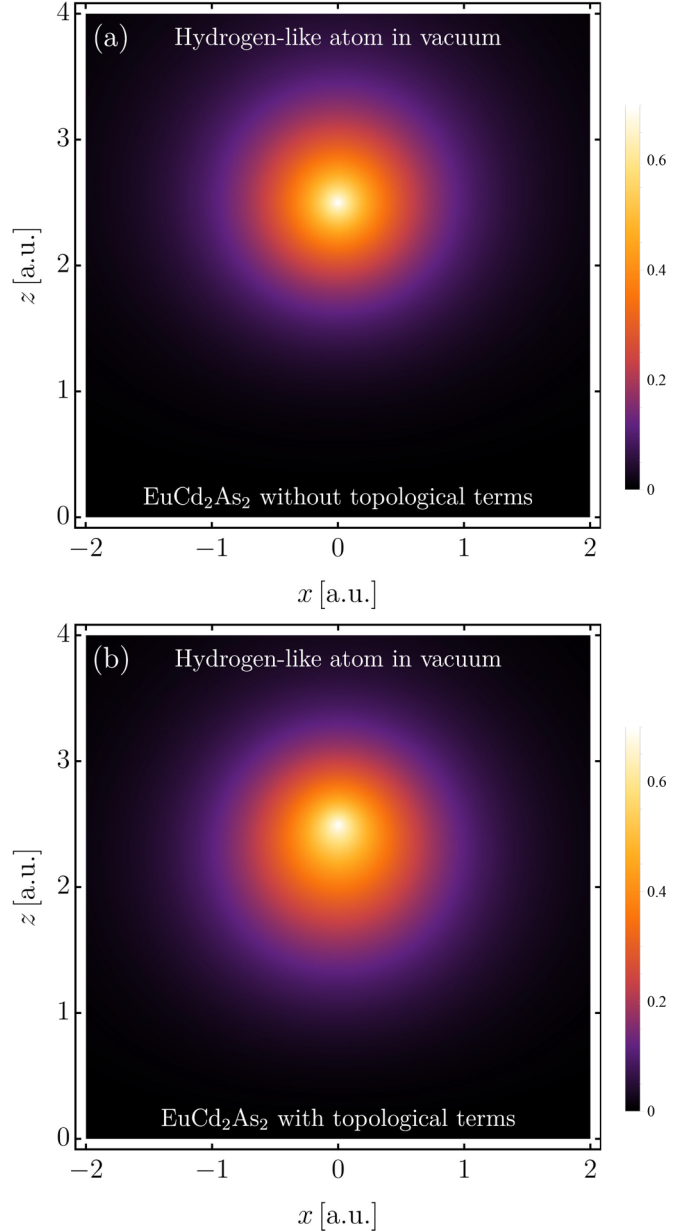 (a) Hydrogen-like atom in vacuum
4
3
2
1
0
z [a.u.]
0.6
0.4
0.2
0
EuCd₂As₂ without topological terms
−2 −1 0 1 2
x [a.u.]
(b) Hydrogen-like atom in vacuum
4
3
2
1
0
z [a.u.]
0.6
0.4
0.2
0
EuCd₂As₂ with topological terms
−2 −1 0 1 2
x [a.u.]